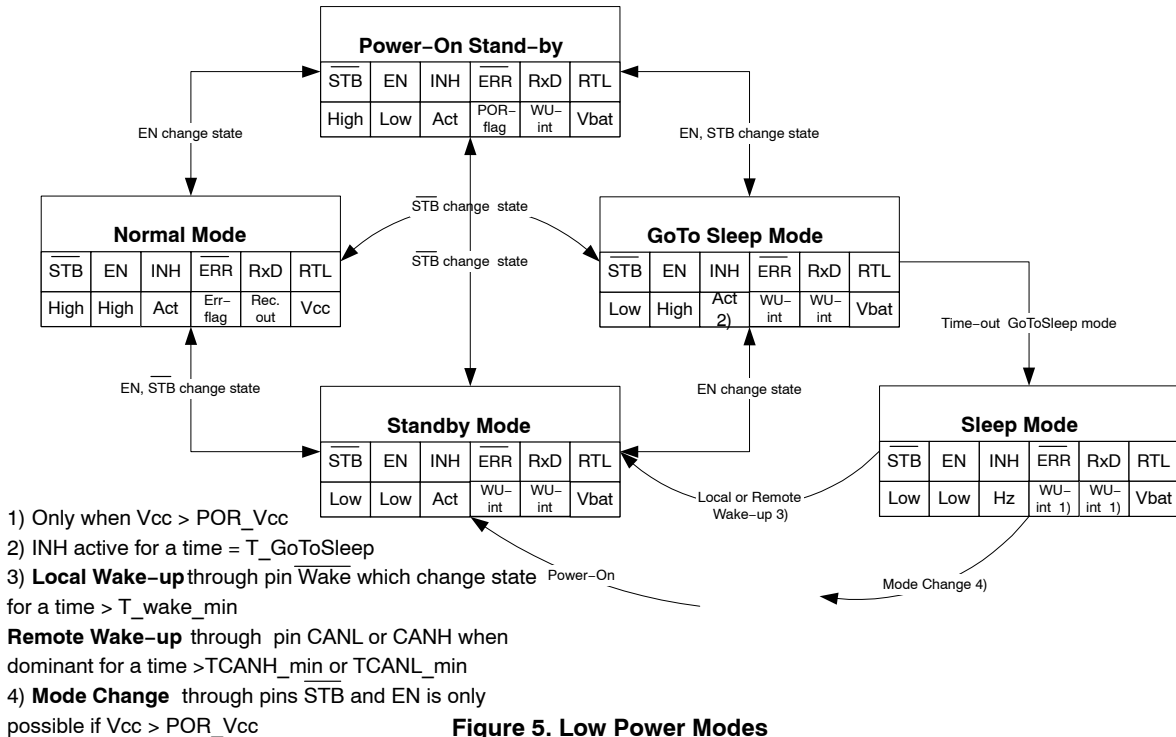 Power–On Stand–by
STB EN INH ERR RxD RTL
High Low Act POR– flag WU– int Vbat
EN change state
EN, STB change state
Normal Mode
STB EN INH ERR RxD RTL
High High Act Err– flag Rec. out Vcc
STB change state
STB change state
GoTo Sleep Mode
STB EN INH ERR RxD RTL
Low High Act 2) WU– int WU– int Vbat
Time–out GoToSleep mode
EN, STB change state
EN change state
Standby Mode
STB EN INH ERR RxD RTL
Low Low Act WU– int WU– int Vbat
Sleep Mode
STB EN INH ERR RxD RTL
Low Low Hz WU– int 1) WU– int 1) Vbat
Local or Remote
Wake–up 3)
Power–On
Mode Change 4)
1) Only when Vcc > POR_Vcc
2) INH active for a time = T_GoToSleep
3) Local Wake–up through pin Wake which change state
for a time > T_wake_min
Remote Wake–up through pin CANL or CANH when
dominant for a time >TCANH_min or TCANL_min
4) Mode Change through pins STB and EN is only
possible if Vcc > POR_Vcc
Figure 5. Low Power Modes